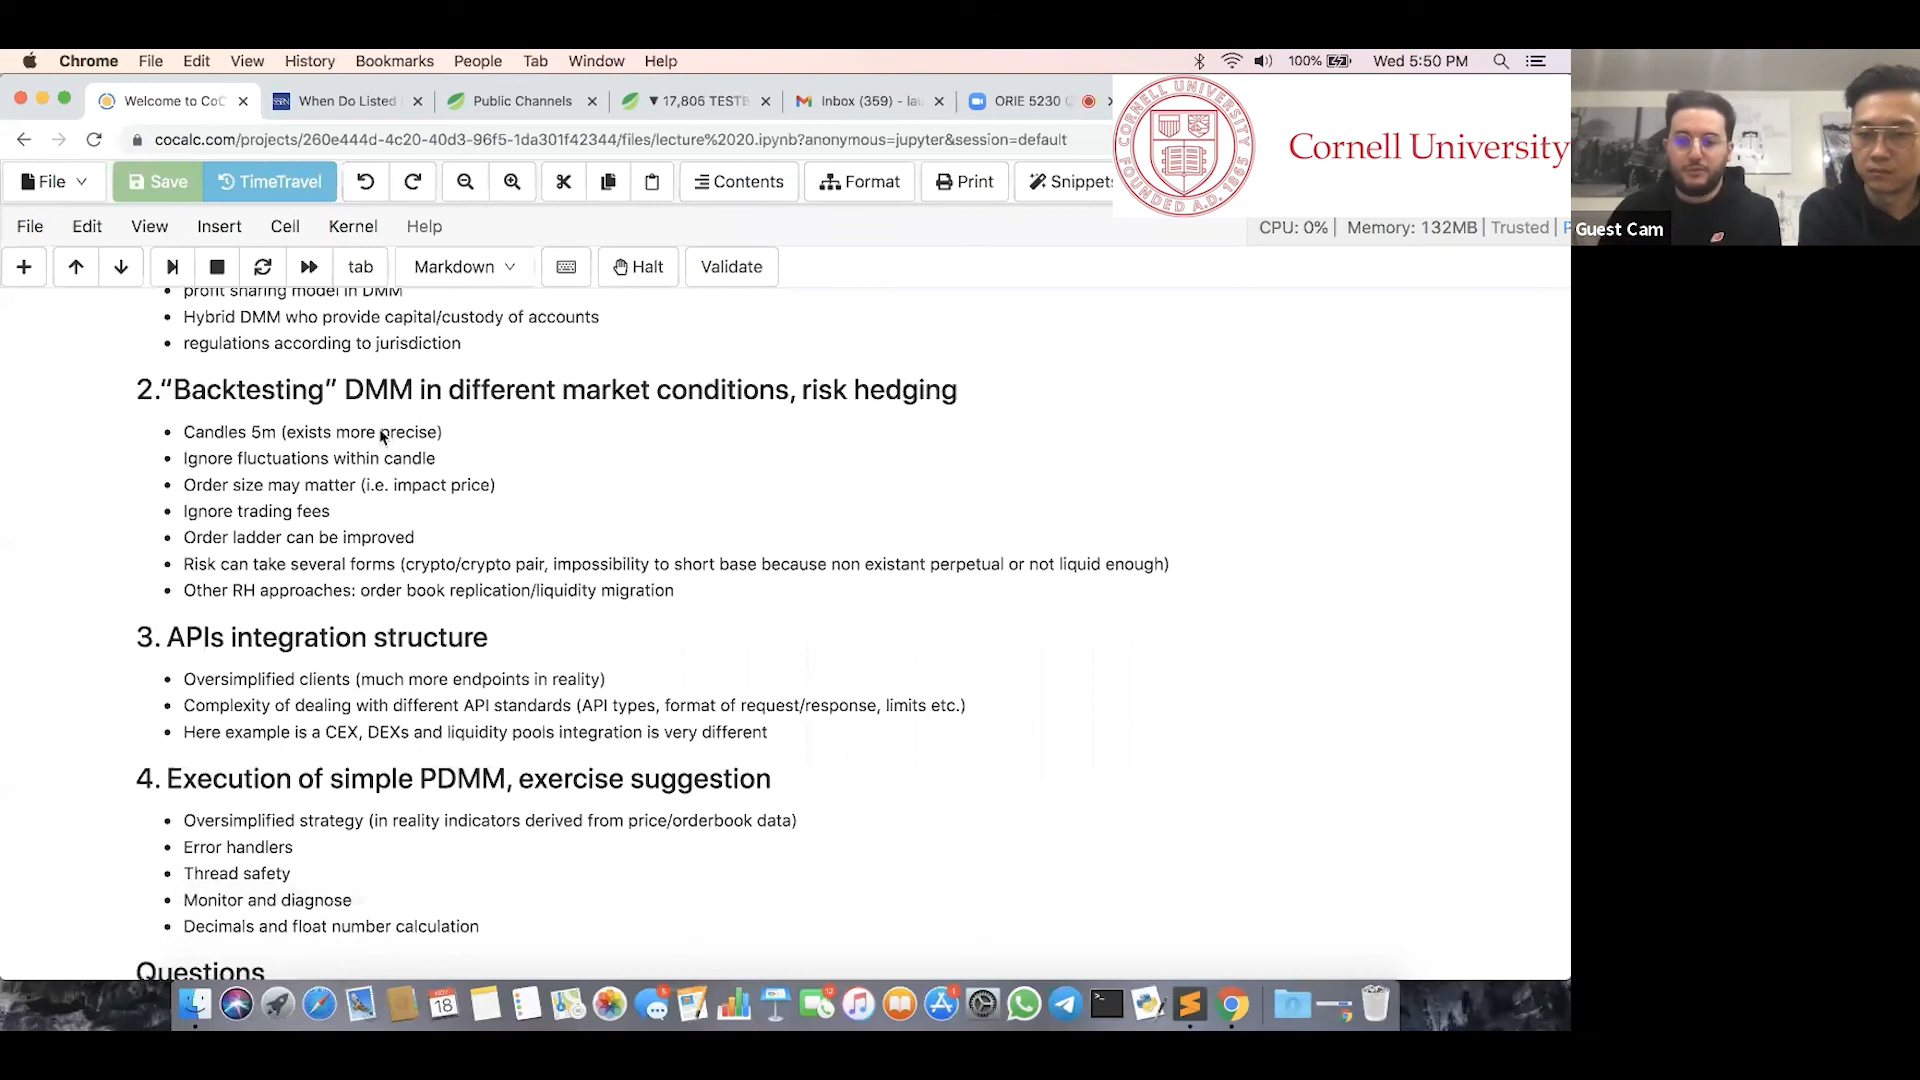 Chrome File Edit View History Bookmarks People Tab Window Help 100% Wed 5:50 PM
Welcome to CoC When Do Listed Public Channels ▼ 17,805 TESTE Inbox (359) - lau ORIE 5230
cocalc.com/projects/260e444d-4c20-40d3-96f5-1da301f42344/files/lecture%2020.ipynb?anonymous=jupyter&session=default
Cornell University
CORNELL UNIVERSITY
FOUNDED A.D. 1865
File Save TimeTravel Contents Format Print Snippets
File Edit View Insert Cell Kernel Help CPU: 0% | Memory: 132MB | Trusted |
Guest Cam
tab Markdown Halt Validate
• profit sharing model in DMM
• Hybrid DMM who provide capital/custody of accounts
• regulations according to jurisdiction
2.“Backtesting” DMM in different market conditions, risk hedging
• Candles 5m (exists more precise)
• Ignore fluctuations within candle
• Order size may matter (i.e. impact price)
• Ignore trading fees
• Order ladder can be improved
• Risk can take several forms (crypto/crypto pair, impossibility to short base because non existant perpetual or not liquid enough)
• Other RH approaches: order book replication/liquidity migration
3. APIs integration structure
• Oversimplified clients (much more endpoints in reality)
• Complexity of dealing with different API standards (API types, format of request/response, limits etc.)
• Here example is a CEX, DEXs and liquidity pools integration is very different
4. Execution of simple PDMM, exercise suggestion
• Oversimplified strategy (in reality indicators derived from price/orderbook data)
• Error handlers
• Thread safety
• Monitor and diagnose
• Decimals and float number calculation
Questions
NOV
18